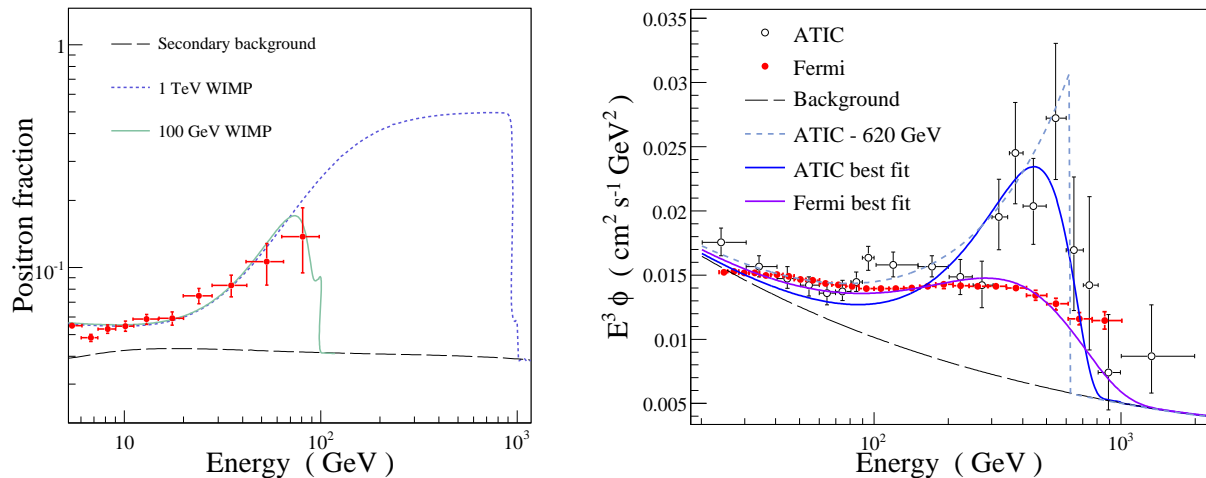 1
10⁻¹
Positron fraction
Secondary background
1 TeV WIMP
100 GeV WIMP
10
10²
10³
Energy ( GeV )
0.035
0.03
0.025
0.02
0.015
0.01
0.005
E³ ϕ ( cm² s⁻¹ GeV² )
ATIC
Fermi
Background
ATIC - 620 GeV
ATIC best fit
Fermi best fit
10²
10³
Energy ( GeV )